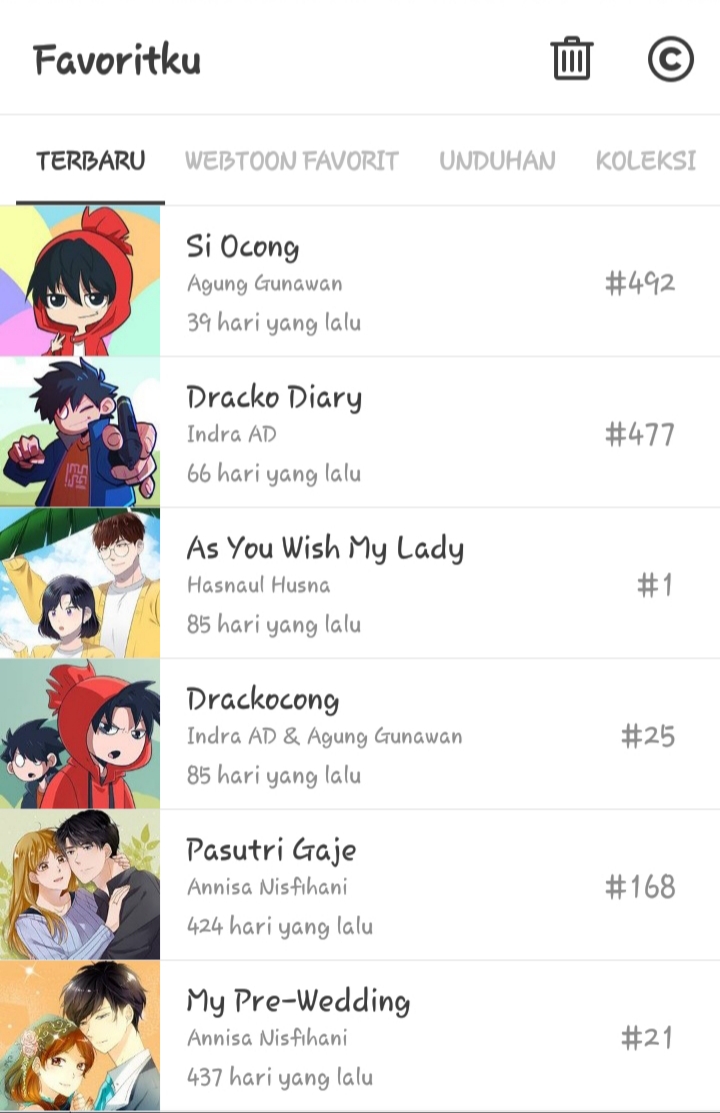 Favoritku
©
TERBARU WEBTOON FAVORIT UNDUHAN KOLEKSI
Si Ocong
Agung Gunawan
#492
39 hari yang lalu
Dracko Diary
Indra AD
#477
66 hari yang lalu
As You Wish My Lady
Hasnaul Husna
#1
85 hari yang lalu
Drackocong
Indra AD & Agung Gunawan
#25
85 hari yang lalu
Pasutri Gaje
Annisa Nisfihani
#168
424 hari yang lalu
My Pre-Wedding
Annisa Nisfihani
#21
437 hari yang lalu